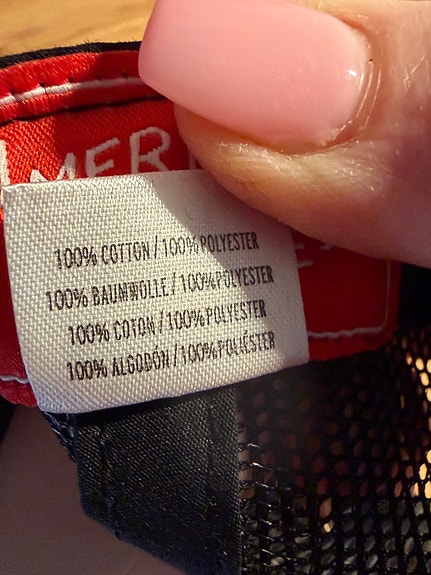 100% COTTON / 100% POLYESTER
100% BAUMWOLLE / 100% POLYESTER
100% COTON / 100% POLYESTER
100% ALGODÓN / 100% POLIÉSTER